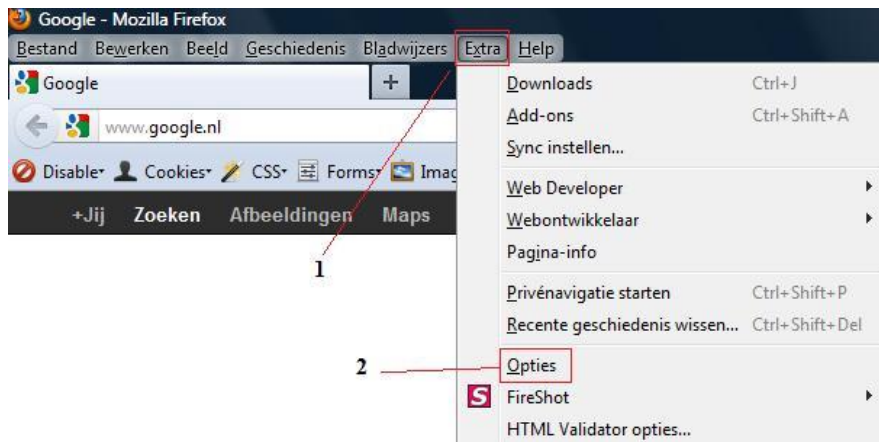 Google - Mozilla Firefox
Bestand Bewerken Beeld Geschiedenis Bladwijzers Extra Help
Google
www.google.nl
Disable Cookies CSS Forms Imag
+Jij Zoeken Afbeeldingen Maps
1
2
Downloads Ctrl+J
Add-ons Ctrl+Shift+A
Sync instellen...
Web Developer
Webontwikkelaar
Pagina-info
Privénavigatie starten Ctrl+Shift+P
Recente geschiedenis wissen... Ctrl+Shift+Del
Opties
S FireShot
HTML Validator opties...